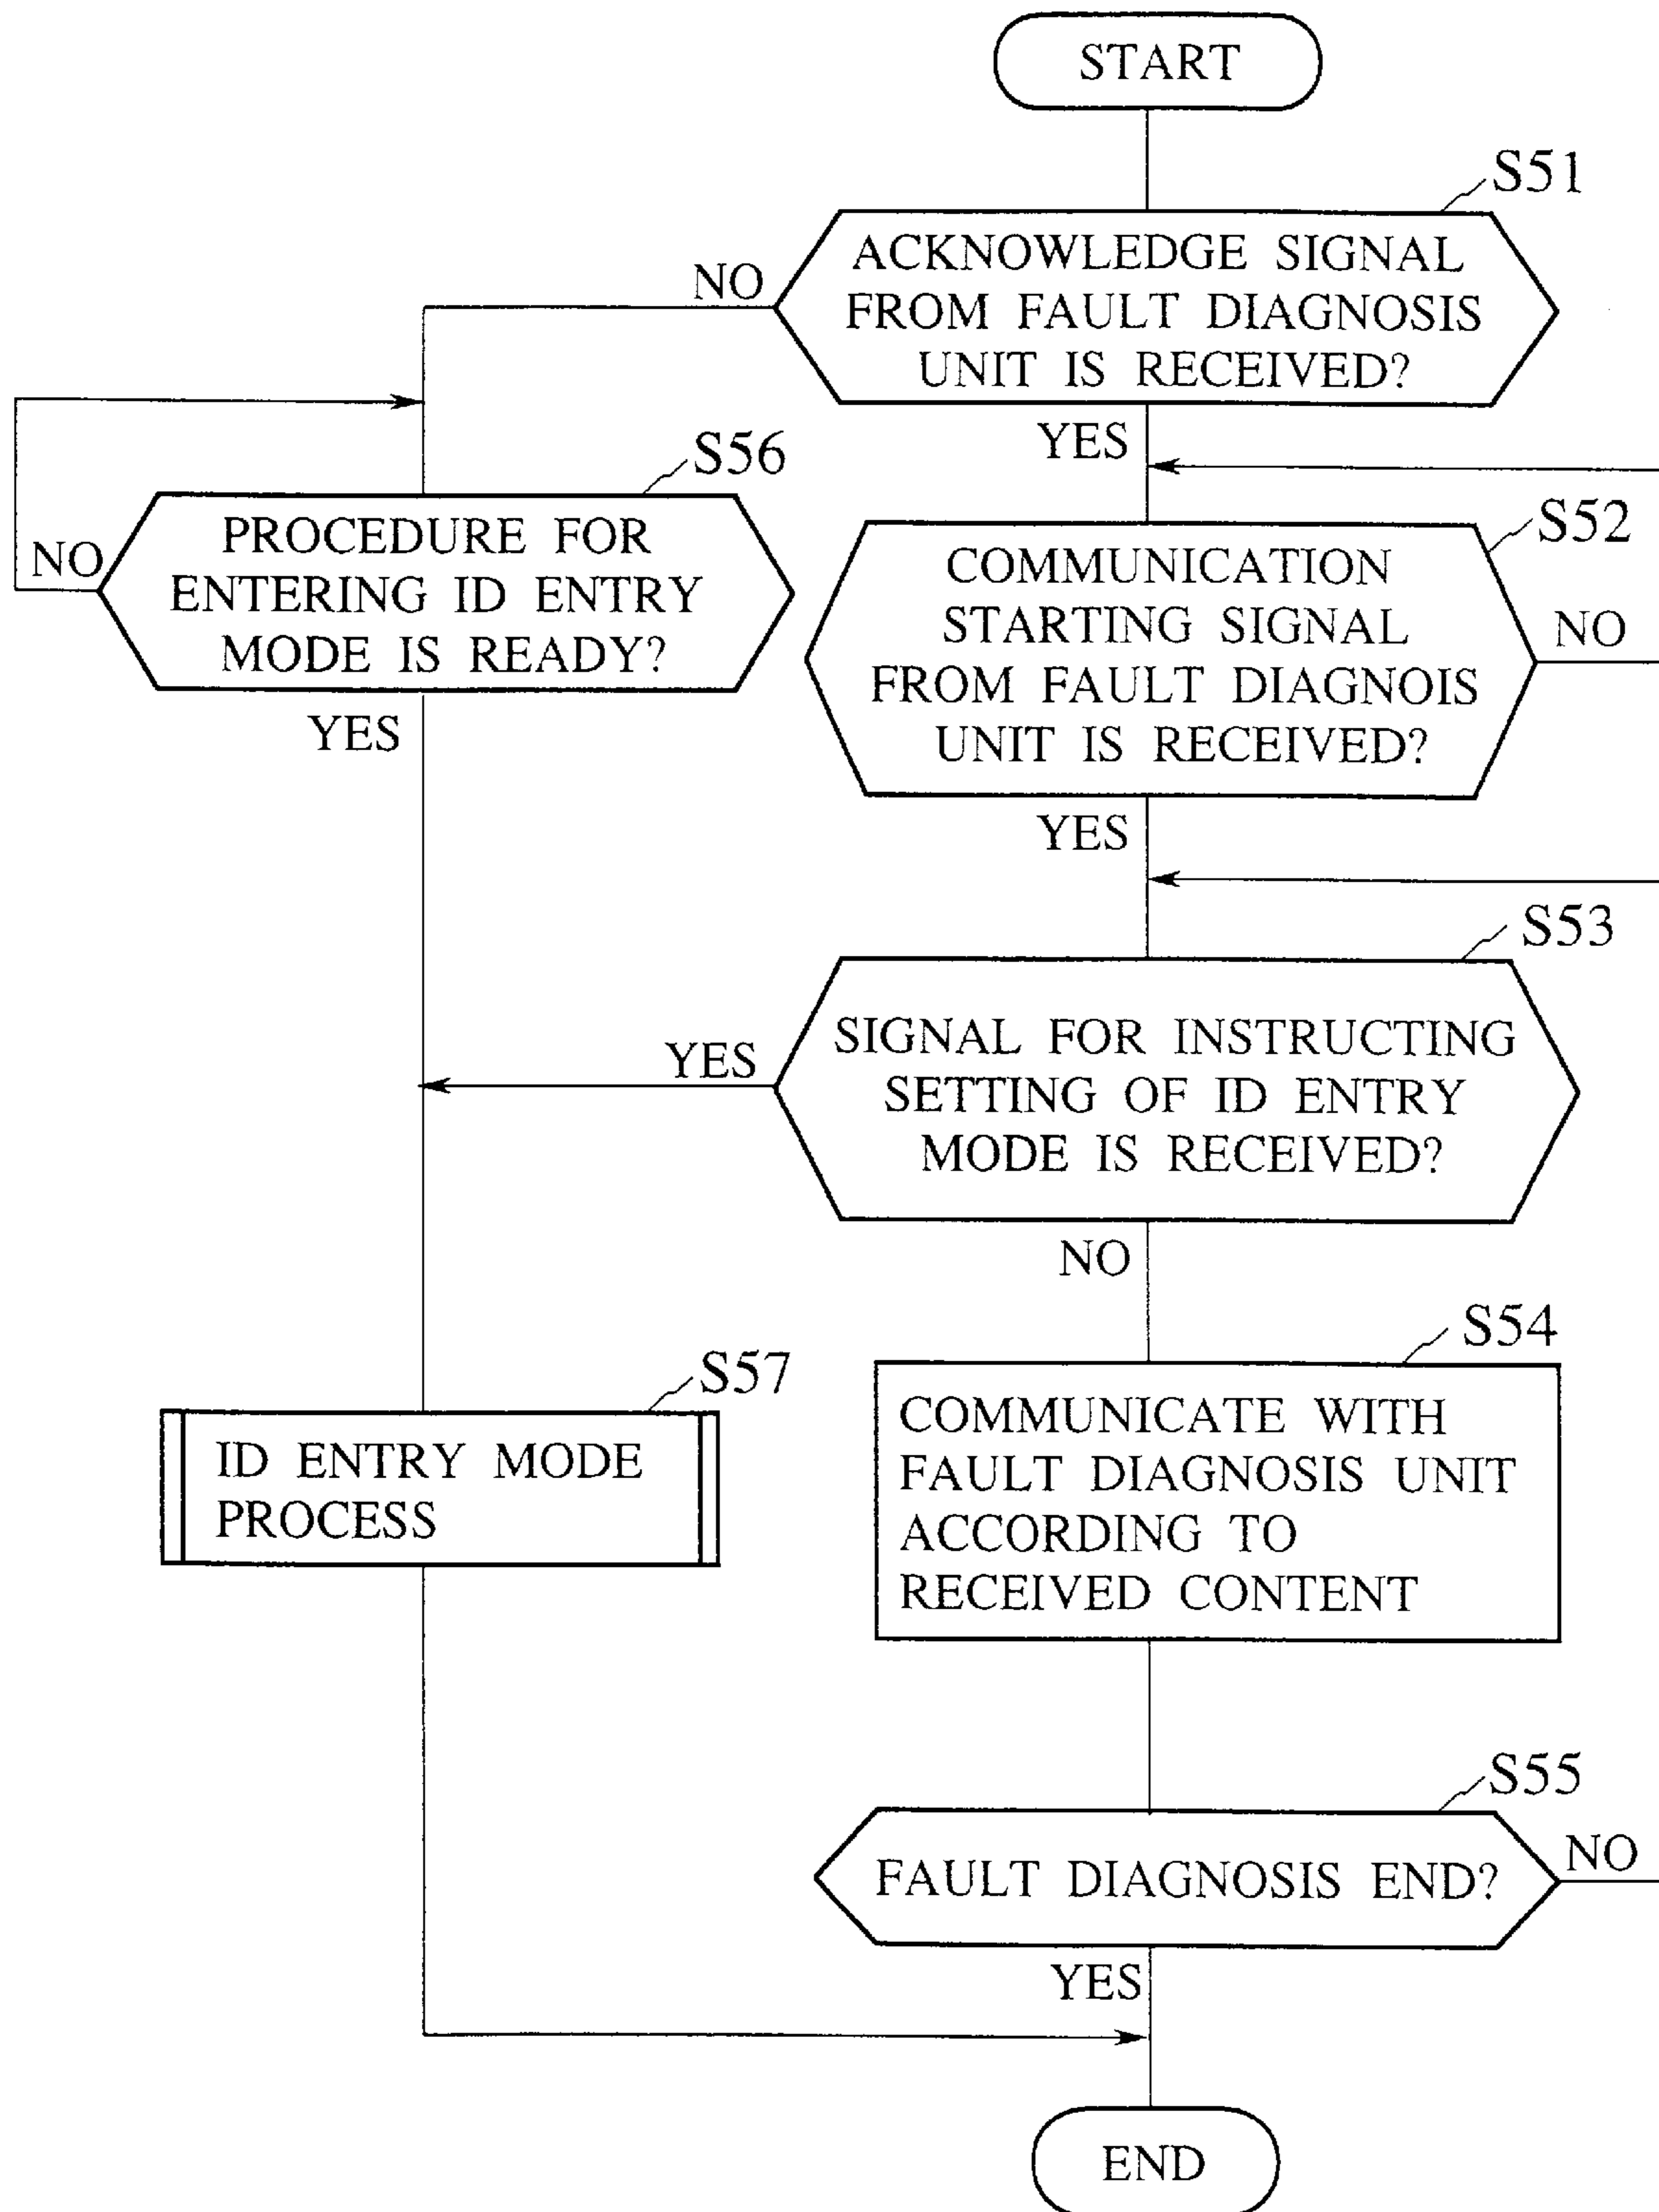 START
S51
ACKNOWLEDGE SIGNAL
FROM FAULT DIAGNOSIS
UNIT IS RECEIVED?
NO
YES
S56
PROCEDURE FOR
ENTERING ID ENTRY
MODE IS READY?
NO
YES
S52
COMMUNICATION
STARTING SIGNAL
FROM FAULT DIAGNOIS
UNIT IS RECEIVED?
NO
YES
S53
SIGNAL FOR INSTRUCTING
SETTING OF ID ENTRY
MODE IS RECEIVED?
YES
NO
S57
ID ENTRY MODE
PROCESS
S54
COMMUNICATE WITH
FAULT DIAGNOSIS UNIT
ACCORDING TO
RECEIVED CONTENT
S55
FAULT DIAGNOSIS END?
NO
YES
END